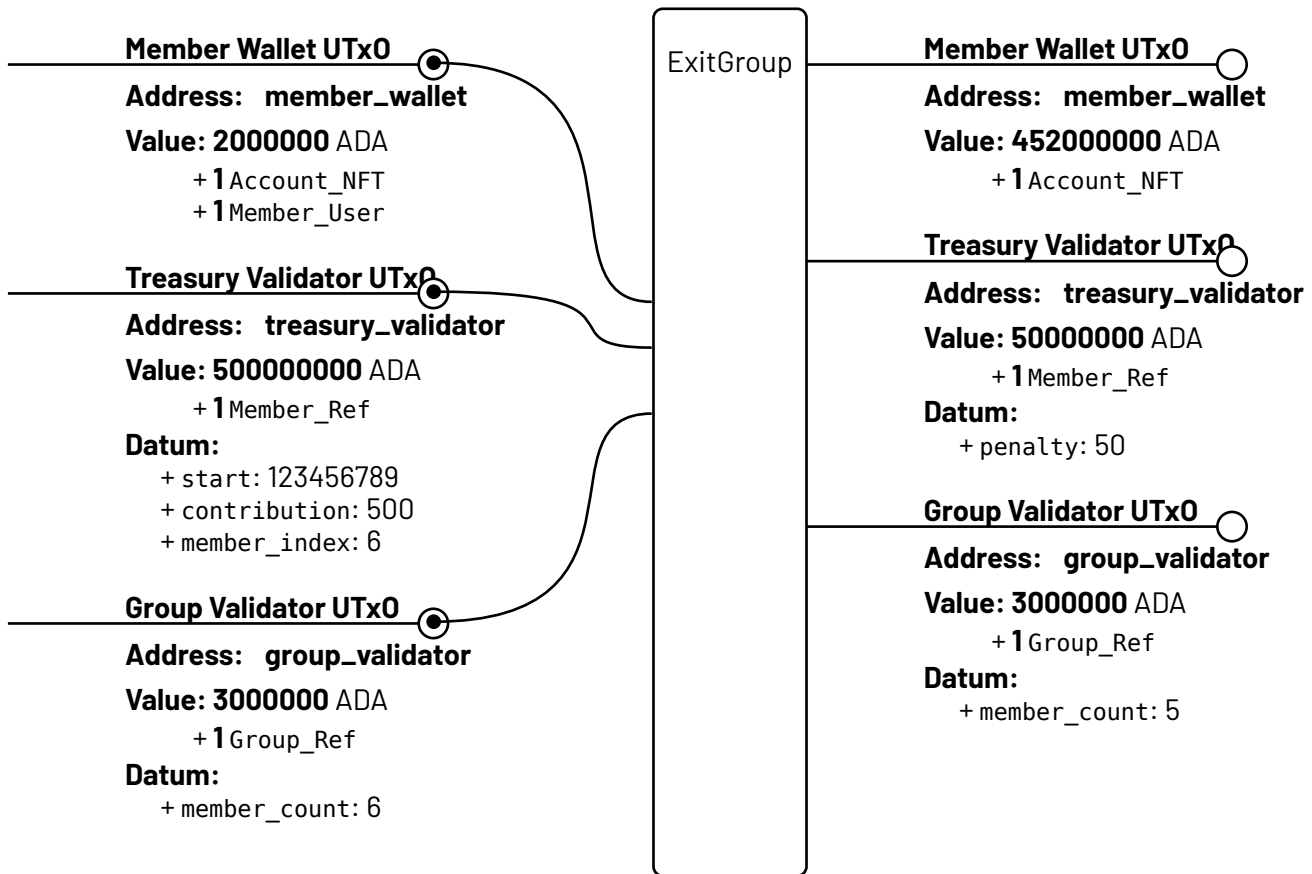 Member Wallet UTxO
Address: member_wallet
Value: 2000000 ADA
+ 1 Account_NFT
+ 1 Member_User
Treasury Validator UTxO
Address: treasury_validator
Value: 500000000 ADA
+ 1 Member_Ref
Datum:
+ start: 123456789
+ contribution: 500
+ member_index: 6
Group Validator UTxO
Address: group_validator
Value: 3000000 ADA
+ 1 Group_Ref
Datum:
+ member_count: 6
ExitGroup
Member Wallet UTxO
Address: member_wallet
Value: 452000000 ADA
+ 1 Account_NFT
Treasury Validator UTxO
Address: treasury_validator
Value: 50000000 ADA
+ 1 Member_Ref
Datum:
+ penalty: 50
Group Validator UTxO
Address: group_validator
Value: 3000000 ADA
+ 1 Group_Ref
Datum:
+ member_count: 5